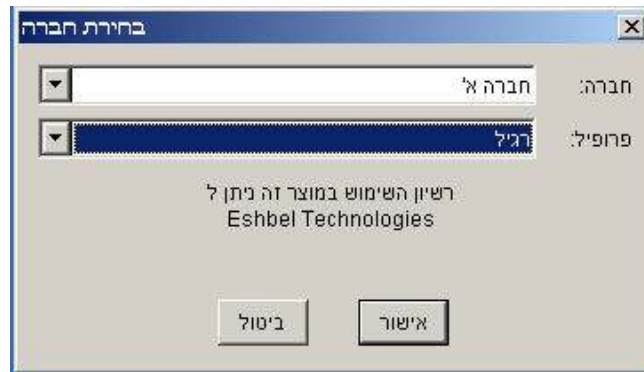 בחירת חברה
חברה: חברה א'
פרופיל: רגיל
רשיון השימוש במוצר זה ניתן ל
Eshbel Technologies
אישור ביטול